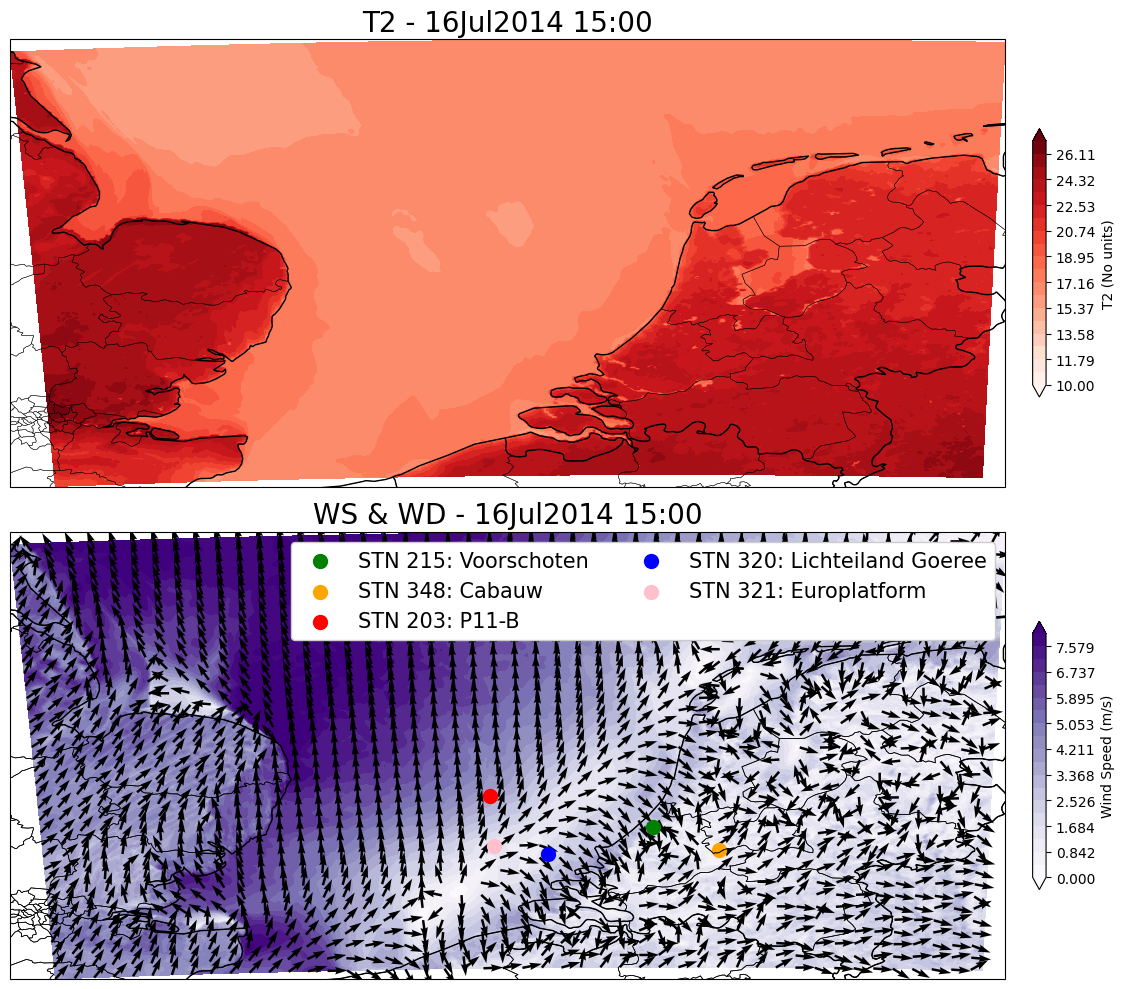 T2 - 16Jul2014 15:00
26.11
24.32
22.53
20.74
18.95
17.16
15.37
13.58
11.79
10.00
T2 (No units)
WS & WD - 16Jul2014 15:00
STN 215: Voorschoten
STN 348: Cabauw
STN 203: P11-B
STN 320: Lichteiland Goeree
STN 321: Europlatform
7.579
6.737
5.895
5.053
4.211
3.368
2.526
1.684
0.842
0.000
Wind Speed (m/s)